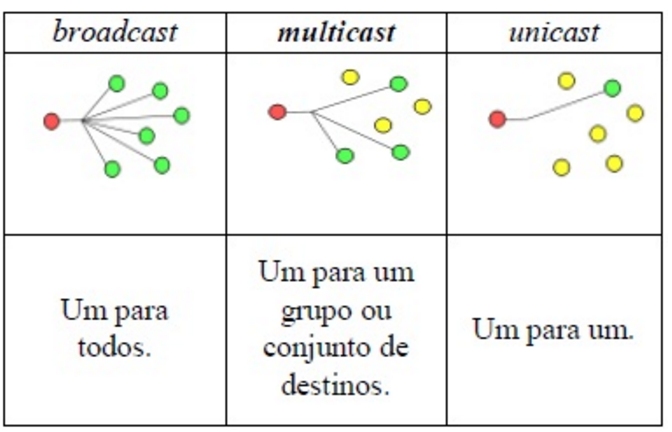 broadcast
multicast
unicast
Um para
todos.
Um para um
grupo ou
conjunto de
destinos.
Um para um.